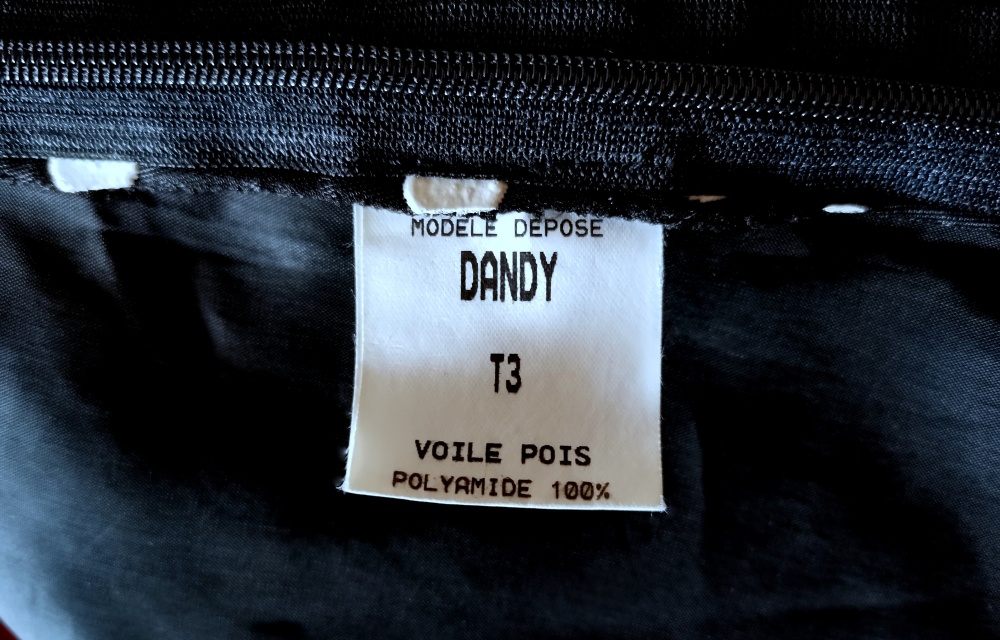 MODELE DEPOSE
DANDY
T3
VOILE POIS
POLYAMIDE 100%